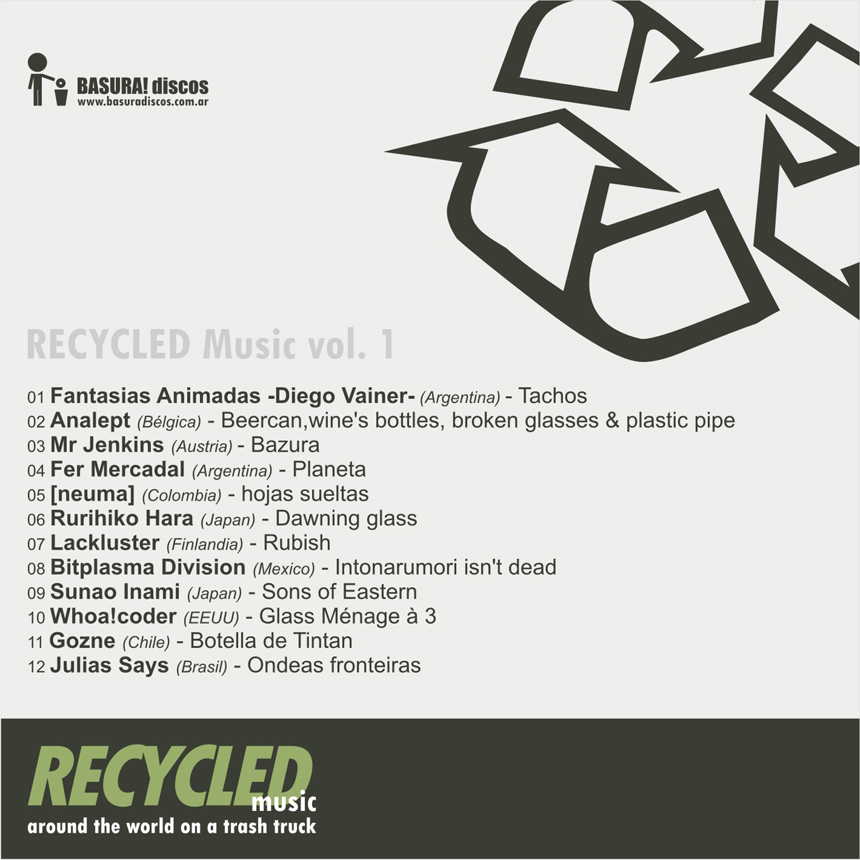 BASURA! discos
www.basuradiscos.com.ar
RECYCLED Music vol. 1
01 Fantasias Animadas -Diego Vainer- (Argentina) - Tachos
02 Analept (Bélgica) - Beercan,wine's bottles, broken glasses & plastic pipe
03 Mr Jenkins (Austria) - Bazura
04 Fer Mercadal (Argentina) - Planeta
05 [neuma] (Colombia) - hojas sueltas
06 Rurihiko Hara (Japan) - Dawning glass
07 Lackluster (Finlandia) - Rubish
08 Bitplasma Division (Mexico) - Intonarumori isn't dead
09 Sunao Inami (Japan) - Sons of Eastern
10 Whoa!coder (EEUU) - Glass Ménage à 3
11 Gozne (Chile) - Botella de Tintan
12 Julias Says (Brasil) - Ondeas fronteiras
RECYCLED
music
around the world on a trash truck